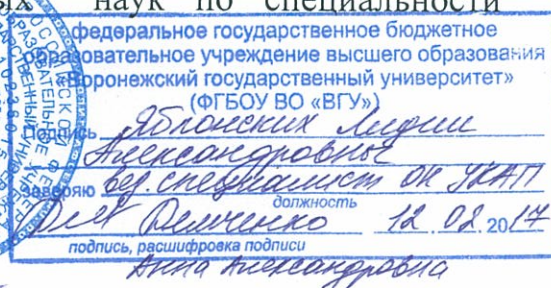 наук по специальности
федеральное государственное бюджетное
образовательное учреждение высшего образования
«Воронежский государственный университет»
(ФГБОУ ВО «ВГУ»)
Подпись Яблонских Лидии
Александровны
заверяю вед. специалист ОК УКАП
должность
Демченко 12.02.2017
подпись, расшифровка подписи
Анна Александровна